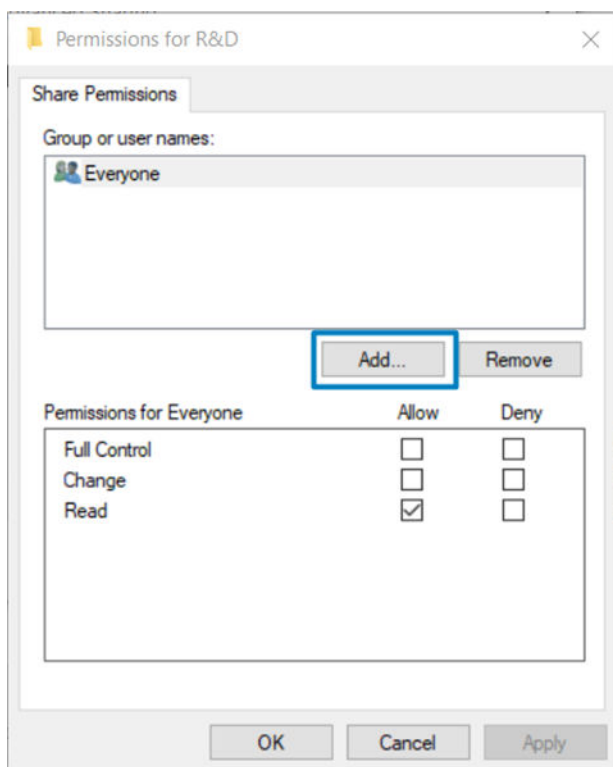 Permissions for R&D
Share Permissions
Group or user names:
Everyone
Add...
Remove
Permissions for Everyone
Allow
Deny
Full Control
Change
Read
OK
Cancel
Apply